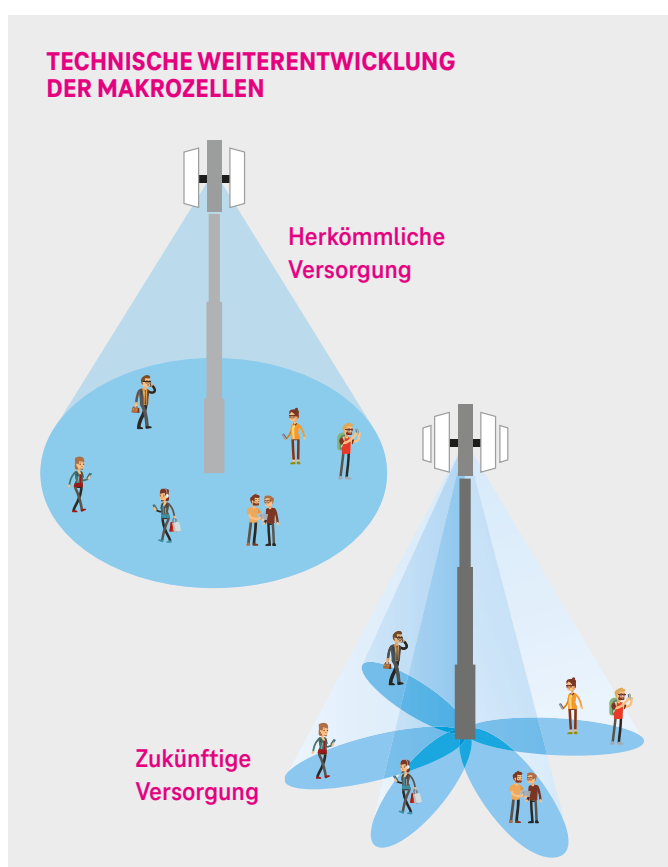 TECHNISCHE WEITERENTWICKLUNG
DER MAKROZELLEN
Herkömmliche
Versorgung
Zukünftige
Versorgung